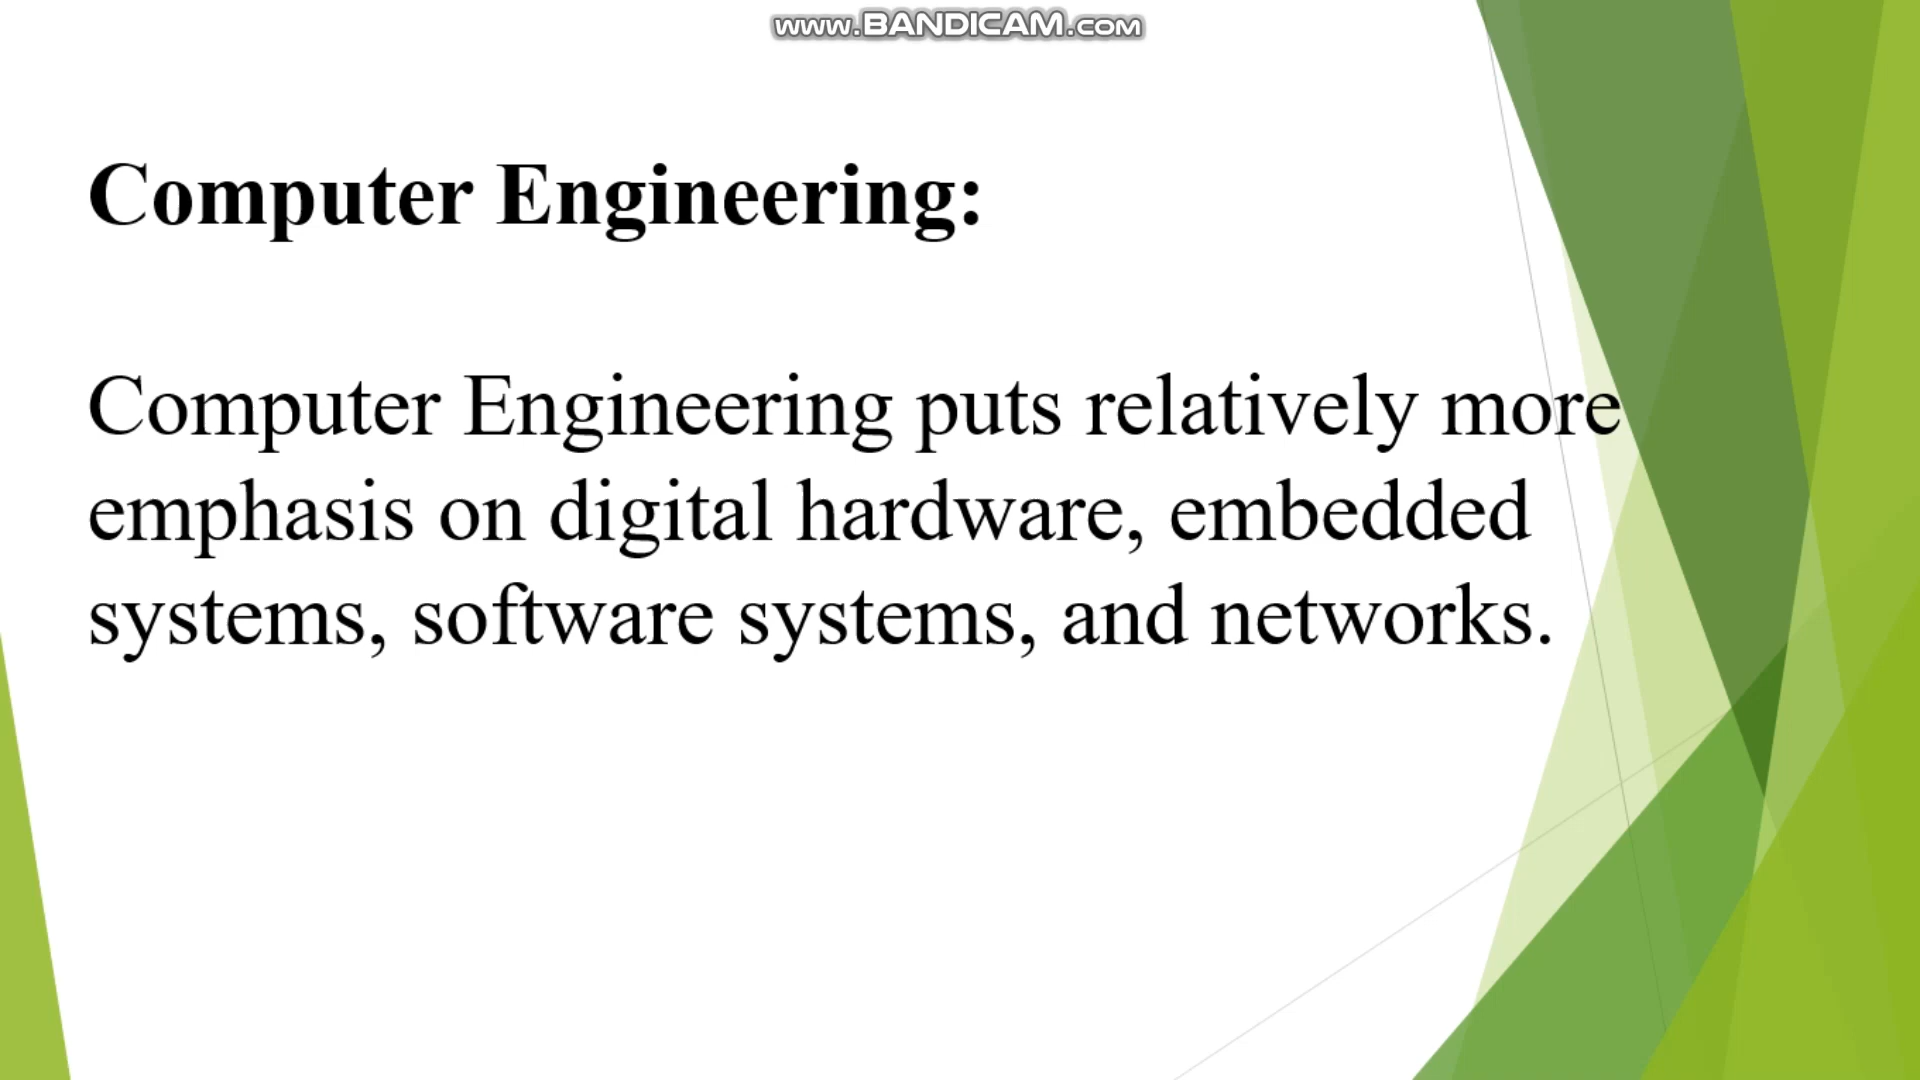 www.BANDICAM.com
Computer Engineering:
Computer Engineering puts relatively more
emphasis on digital hardware, embedded
systems, software systems, and networks.